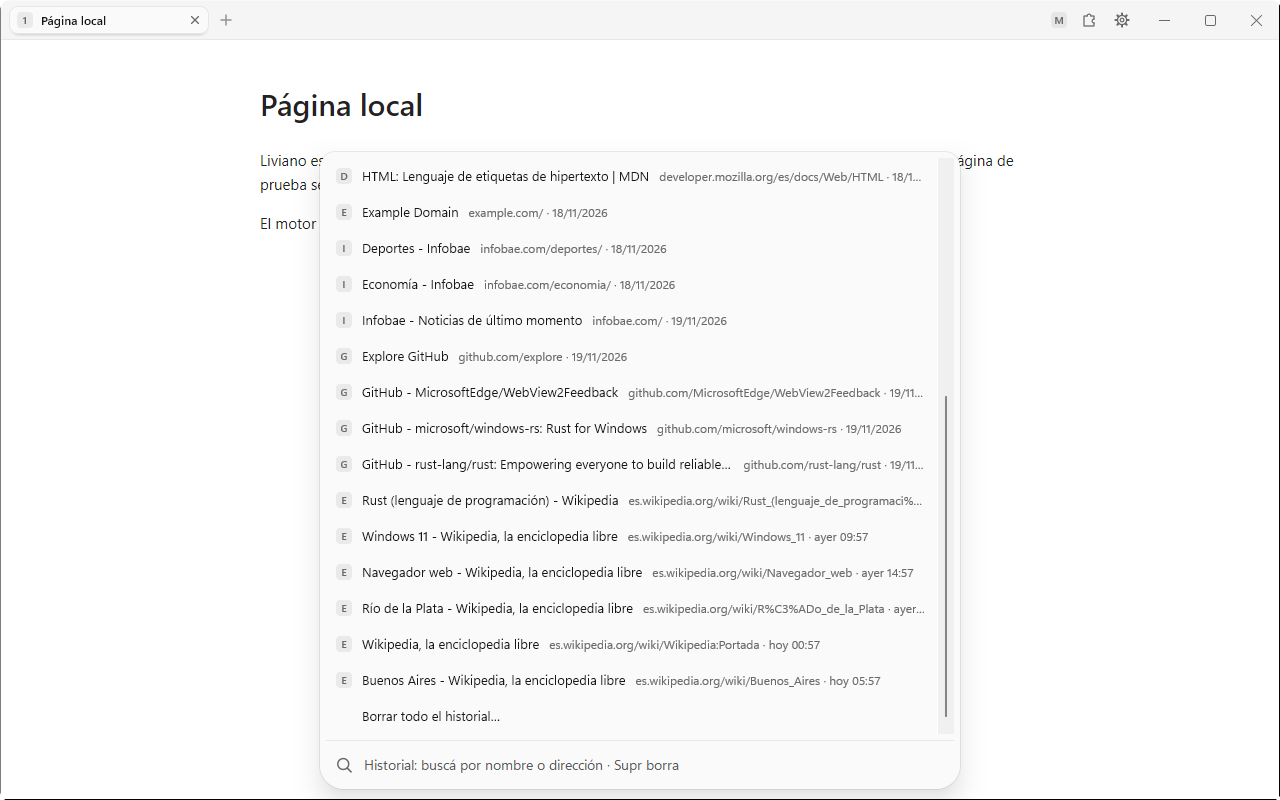 1 Página local
M
Página local
Liviano es
ágina de
prueba se
El motor
D HTML: Lenguaje de etiquetas de hipertexto | MDN developer.mozilla.org/es/docs/Web/HTML · 18/1...
E Example Domain example.com/ · 18/11/2026
I Deportes - Infobae infobae.com/deportes/ · 18/11/2026
I Economía - Infobae infobae.com/economia/ · 18/11/2026
I Infobae - Noticias de último momento infobae.com/ · 19/11/2026
G Explore GitHub github.com/explore · 19/11/2026
G GitHub - MicrosoftEdge/WebView2Feedback github.com/MicrosoftEdge/WebView2Feedback · 19/11...
G GitHub - microsoft/windows-rs: Rust for Windows github.com/microsoft/windows-rs · 19/11/2026
G GitHub - rust-lang/rust: Empowering everyone to build reliable... github.com/rust-lang/rust · 19/11...
E Rust (lenguaje de programación) - Wikipedia es.wikipedia.org/wiki/Rust_(lenguaje_de_programaci%...
E Windows 11 - Wikipedia, la enciclopedia libre es.wikipedia.org/wiki/Windows_11 · ayer 09:57
E Navegador web - Wikipedia, la enciclopedia libre es.wikipedia.org/wiki/Navegador_web · ayer 14:57
E Río de la Plata - Wikipedia, la enciclopedia libre es.wikipedia.org/wiki/R%C3%ADo_de_la_Plata · ayer...
E Wikipedia, la enciclopedia libre es.wikipedia.org/wiki/Wikipedia:Portada · hoy 00:57
E Buenos Aires - Wikipedia, la enciclopedia libre es.wikipedia.org/wiki/Buenos_Aires · hoy 05:57
Borrar todo el historial...
Historial: buscá por nombre o dirección · Supr borra